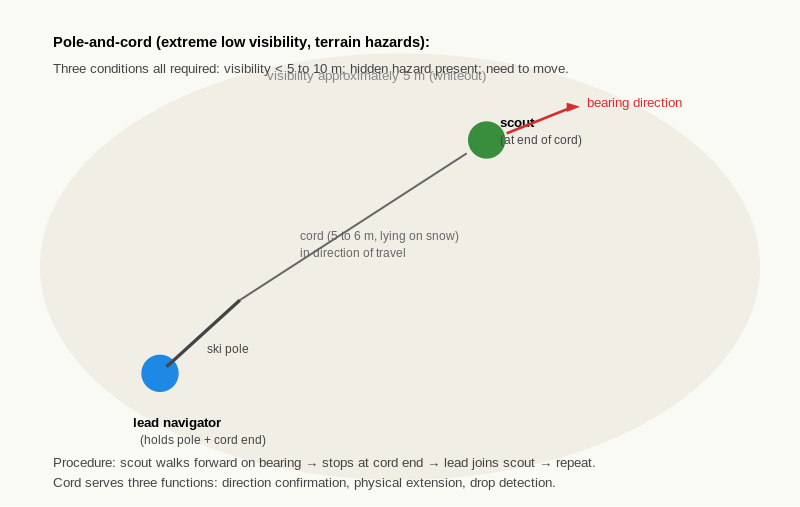 Pole-and-cord (extreme low visibility, terrain hazards):
Three conditions all required: visibility < 5 to 10 m; hidden hazard present; need to move.
visibility approximately 5 m (whiteout)
bearing direction
scout
(at end of cord)
cord (5 to 6 m, lying on snow)
in direction of travel
ski pole
lead navigator
(holds pole + cord end)
Procedure: scout walks forward on bearing → stops at cord end → lead joins scout → repeat.
Cord serves three functions: direction confirmation, physical extension, drop detection.